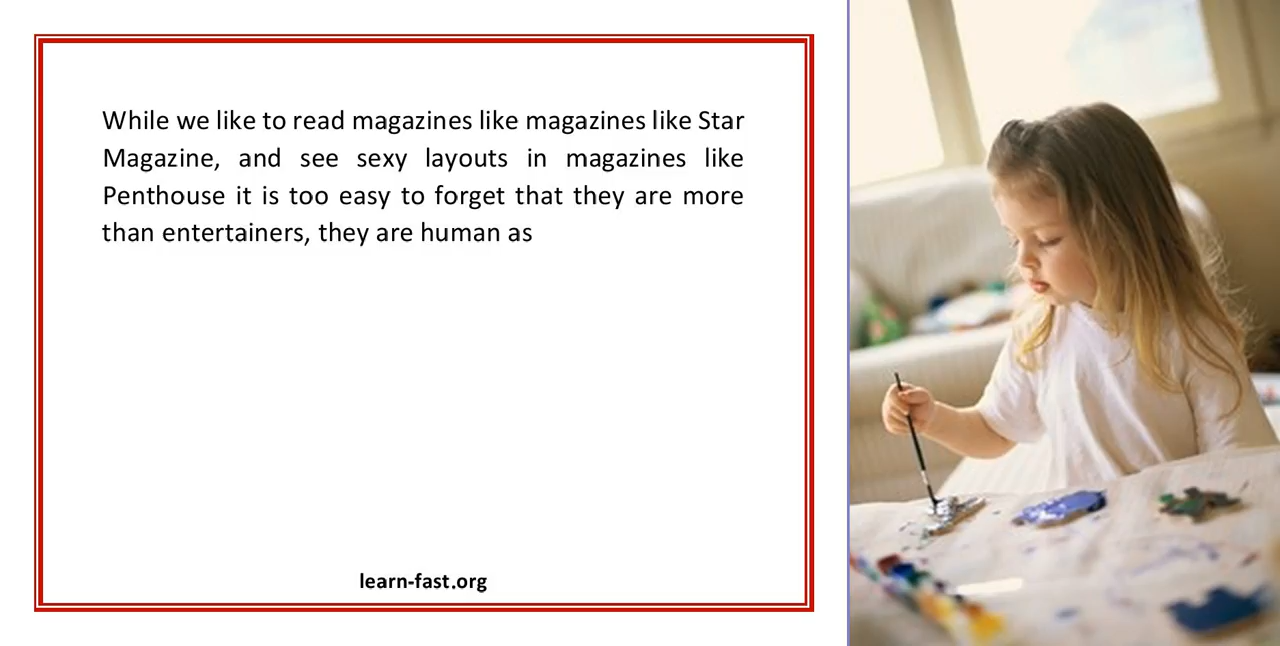 While we like to read magazines like magazines like Star
Magazine, and see sexy layouts in magazines like
Penthouse it is too easy to forget that they are more
than entertainers, they are human as
learn-fast.org